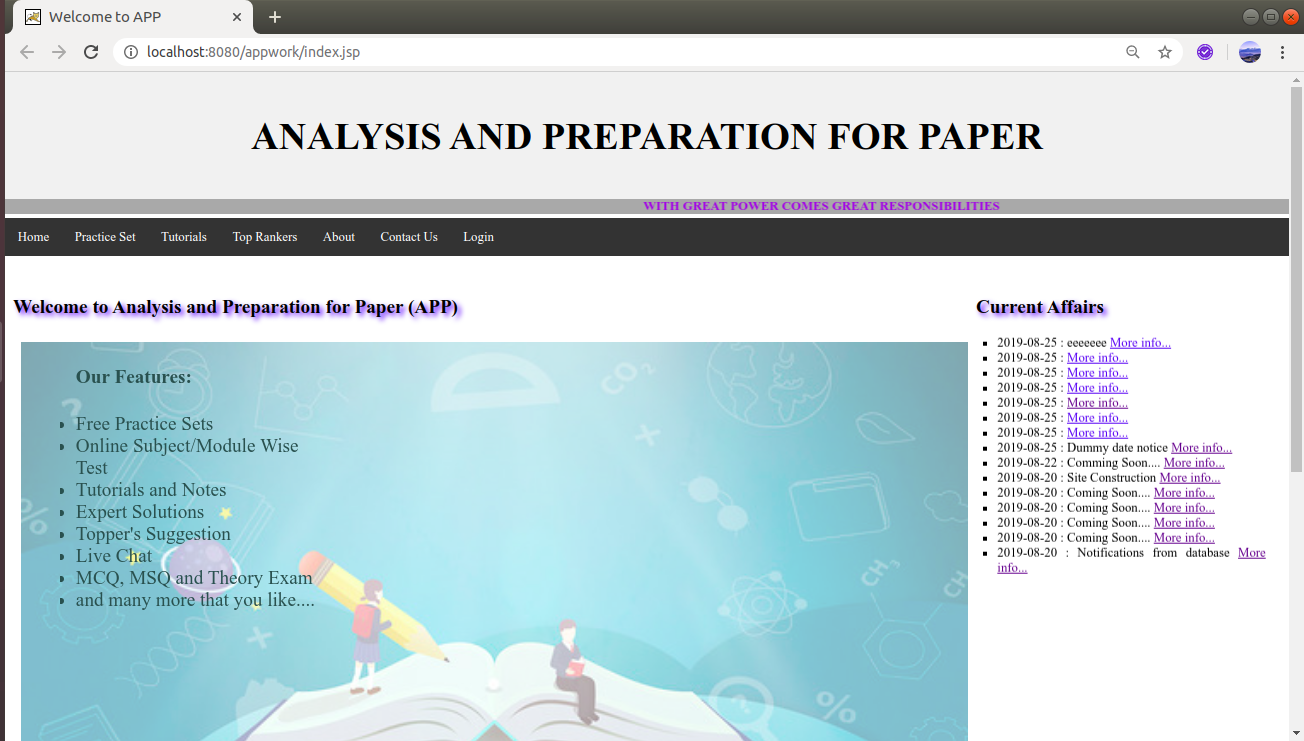 Welcome to APP
localhost:8080/appwork/index.jsp
ANALYSIS AND PREPARATION FOR PAPER
WITH GREAT POWER COMES GREAT RESPONSIBILITIES
Home Practice Set Tutorials Top Rankers About Contact Us Login
Welcome to Analysis and Preparation for Paper (APP)
Our Features:
Free Practice Sets
Online Subject/Module Wise
Test
Tutorials and Notes
Expert Solutions
Topper's Suggestion
Live Chat
MCQ, MSQ and Theory Exam
and many more that you like....
CO2
CH3
CH3
%
%
?
Current Affairs
2019-08-25 : eeeeeee More info...
2019-08-25 : More info...
2019-08-25 : More info...
2019-08-25 : More info...
2019-08-25 : More info...
2019-08-25 : More info...
2019-08-25 : More info...
2019-08-25 : Dummy date notice More info...
2019-08-22 : Comming Soon.... More info...
2019-08-20 : Site Construction More info...
2019-08-20 : Coming Soon.... More info...
2019-08-20 : Coming Soon.... More info...
2019-08-20 : Coming Soon.... More info...
2019-08-20 : Coming Soon.... More info...
2019-08-20 : Notifications from database More
info...